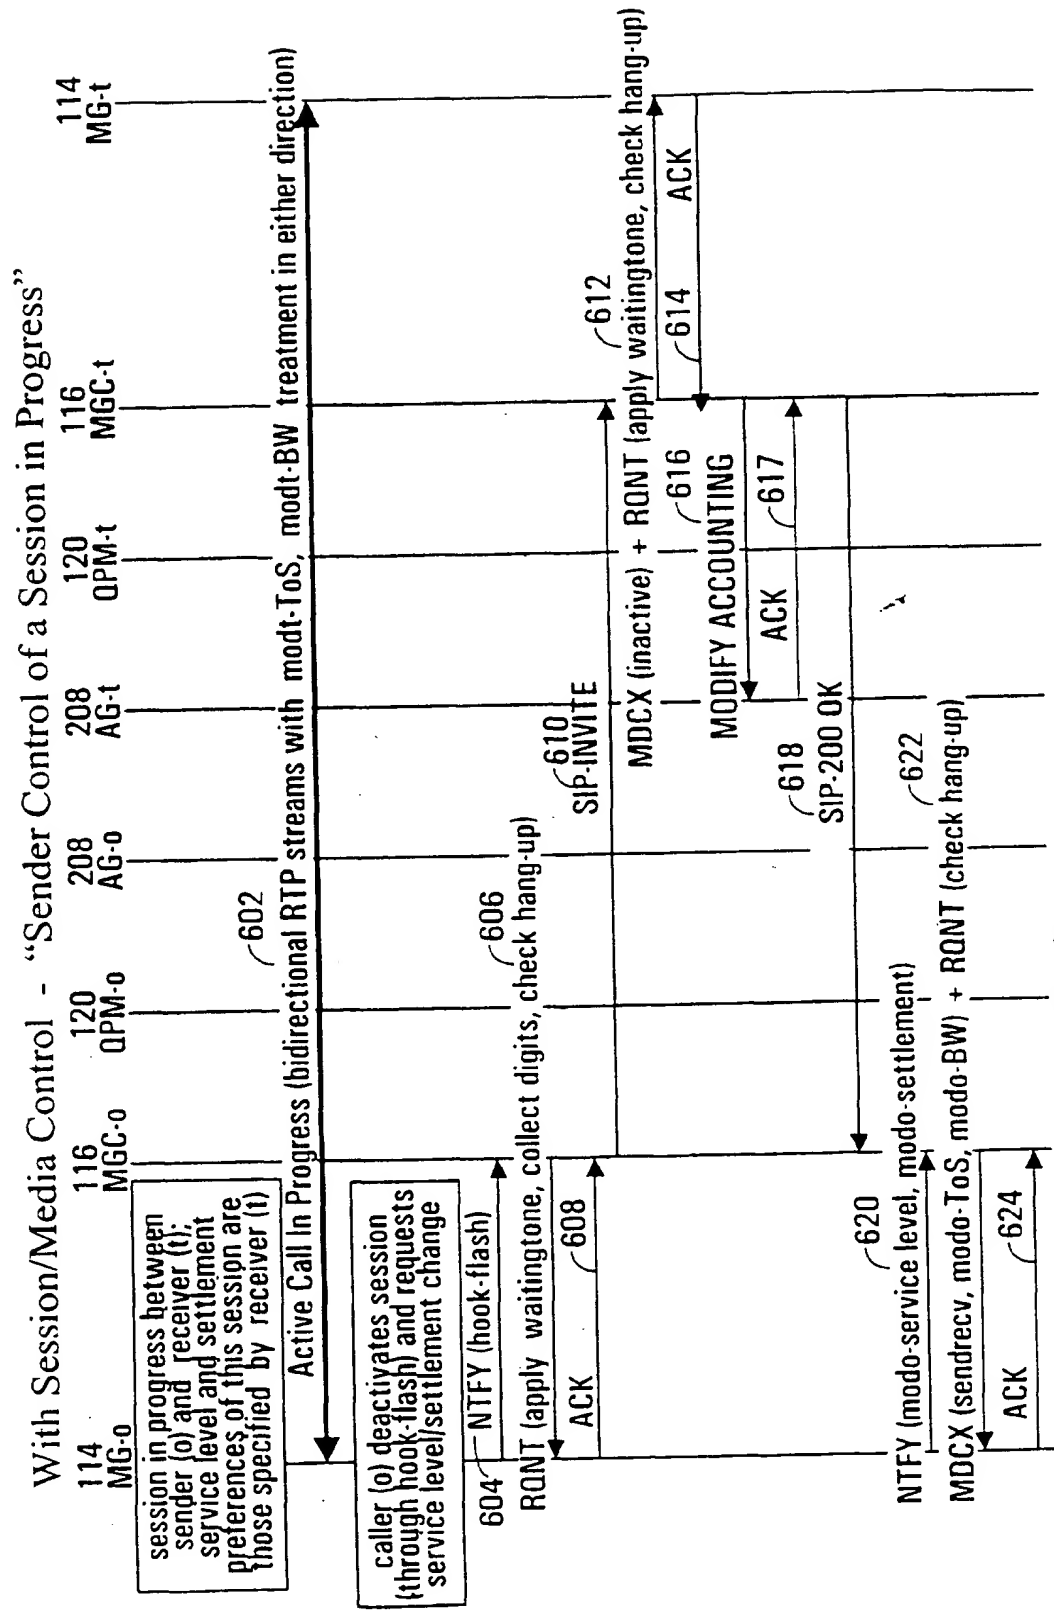 With Session/Media Control - “Sender Control of a Session in Progress”
114
MG-o
116
MGC-o
120
QPM-o
208
AG-o
208
AG-t
120
QPM-t
116
MGC-t
114
MG-t
session in progress between
sender (o) and receiver (t);
service level and settlement
preferences of this session are
those specified by receiver (t)
602
Active Call In Progress (bidirectional RTP streams with modt-ToS, modt-BW treatment in either direction)
caller (o) deactivates session
(through hook-flash) and requests
service level/settlement change
604 NTFY (hook-flash)
606
RQNT (apply waitingtone, collect digits, check hang-up)
ACK 608
610
SIP-INVITE
612
MDCX (inactive) + RQNT (apply waitingtone, check hang-up)
614 ACK
616
MODIFY ACCOUNTING
ACK 617
618
SIP-200 OK
620
NTFY (modo-service level, modo-settlement)
622
MDCX (sendrecv, modo-ToS, modo-BW) + RQNT (check hang-up)
ACK 624